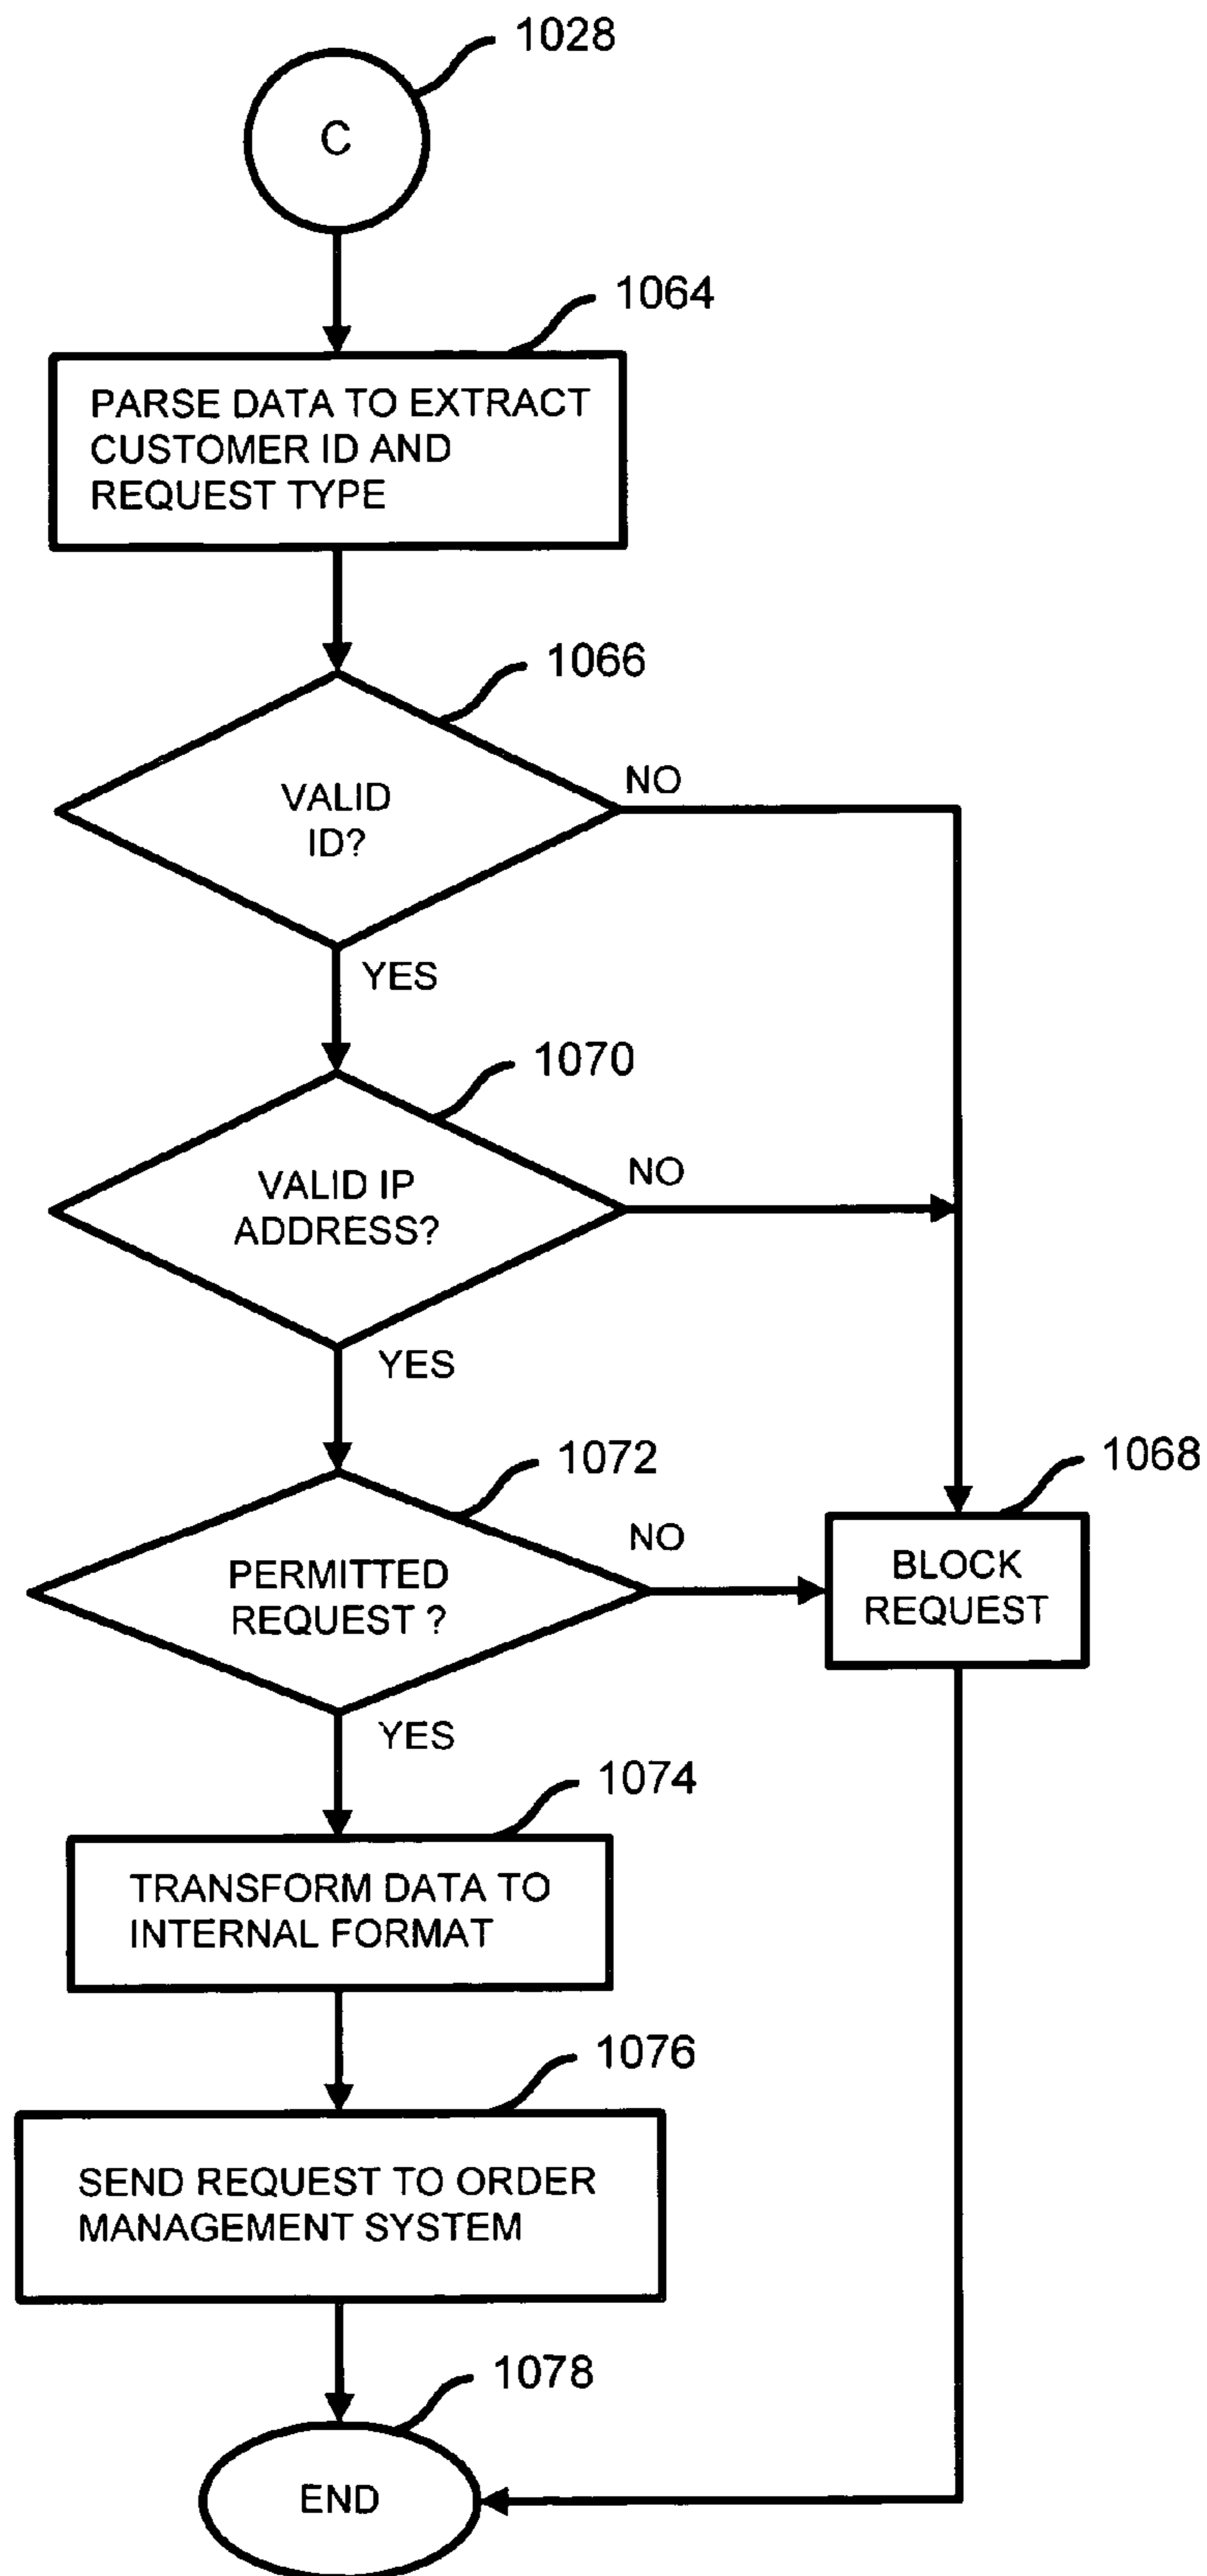 1028
C
1064
PARSE DATA TO EXTRACT
CUSTOMER ID AND
REQUEST TYPE
1066
VALID
ID?
NO
YES
1070
VALID IP
ADDRESS?
NO
YES
1072
PERMITTED
REQUEST ?
NO
1068
BLOCK
REQUEST
YES
1074
TRANSFORM DATA TO
INTERNAL FORMAT
1076
SEND REQUEST TO ORDER
MANAGEMENT SYSTEM
1078
END